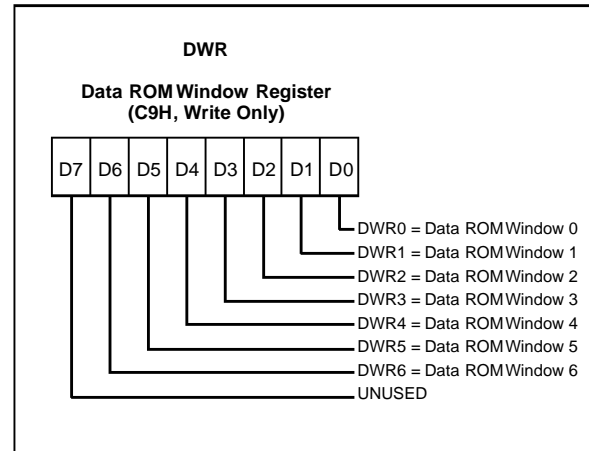 DWR
Data ROM Window Register
(C9H, Write Only)
D7 D6 D5 D4 D3 D2 D1 D0
DWR0 = Data ROM Window 0
DWR1 = Data ROM Window 1
DWR2 = Data ROM Window 2
DWR3 = Data ROM Window 3
DWR4 = Data ROM Window 4
DWR5 = Data ROM Window 5
DWR6 = Data ROM Window 6
UNUSED